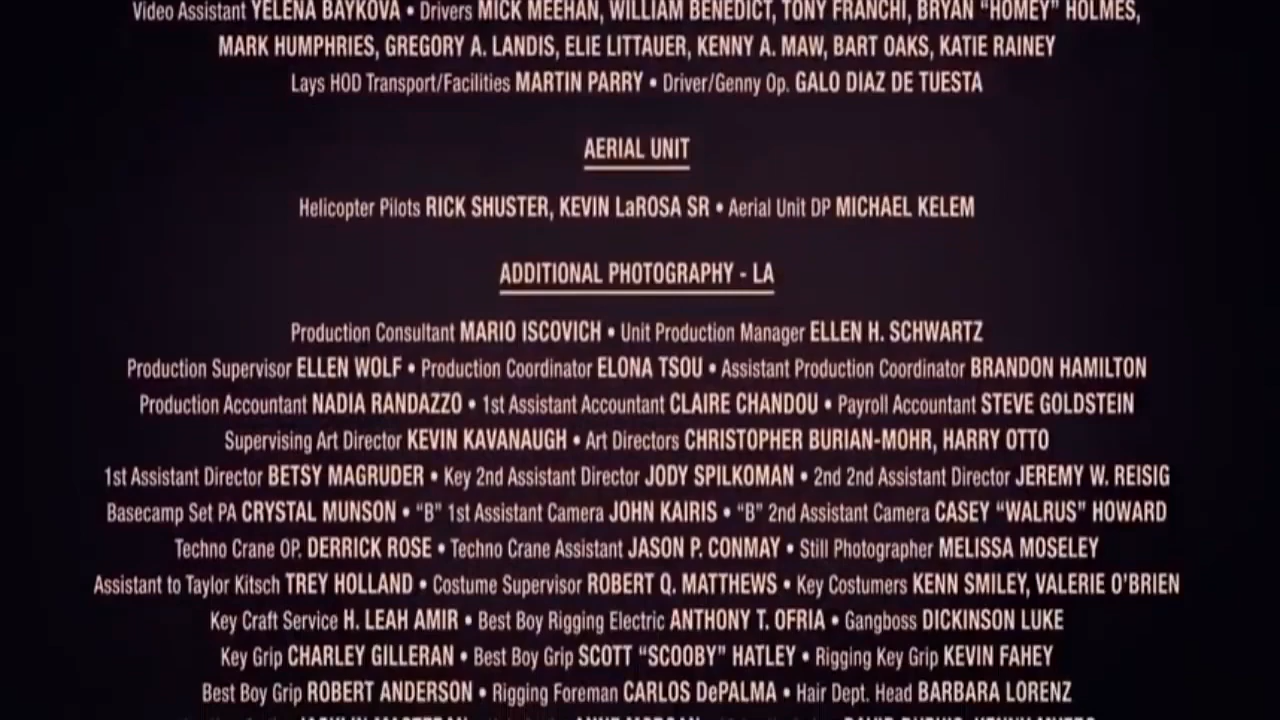 Video Assistant YELENA BAYKOVA • Drivers MICK MEEHAN, WILLIAM BENEDICT, TONY FRANCHI, BRYAN “HOMEY” HOLMES,
MARK HUMPHRIES, GREGORY A. LANDIS, ELIE LITTAUER, KENNY A. MAW, BART OAKS, KATIE RAINEY
Lays HOD Transport/Facilities MARTIN PARRY • Driver/Genny Op. GALO DIAZ DE TUESTA
AERIAL UNIT
Helicopter Pilots RICK SHUSTER, KEVIN LaROSA SR • Aerial Unit DP MICHAEL KELEM
ADDITIONAL PHOTOGRAPHY - LA
Production Consultant MARIO ISCOVICH • Unit Production Manager ELLEN H. SCHWARTZ
Production Supervisor ELLEN WOLF • Production Coordinator ELONA TSOU • Assistant Production Coordinator BRANDON HAMILTON
Production Accountant NADIA RANDAZZO • 1st Assistant Accountant CLAIRE CHANDOU • Payroll Accountant STEVE GOLDSTEIN
Supervising Art Director KEVIN KAVANAUGH • Art Directors CHRISTOPHER BURIAN-MOHR, HARRY OTTO
1st Assistant Director BETSY MAGRUDER • Key 2nd Assistant Director JODY SPILKOMAN • 2nd 2nd Assistant Director JEREMY W. REISIG
Basecamp Set PA CRYSTAL MUNSON • “B” 1st Assistant Camera JOHN KAIRIS • “B” 2nd Assistant Camera CASEY “WALRUS” HOWARD
Techno Crane OP. DERRICK ROSE • Techno Crane Assistant JASON P. CONMAY • Still Photographer MELISSA MOSELEY
Assistant to Taylor Kitsch TREY HOLLAND • Costume Supervisor ROBERT Q. MATTHEWS • Key Costumers KENN SMILEY, VALERIE O’BRIEN
Key Craft Service H. LEAH AMIR • Best Boy Rigging Electric ANTHONY T. OFRIA • Gangboss DICKINSON LUKE
Key Grip CHARLEY GILLERAN • Best Boy Grip SCOTT “SCOOBY” HATLEY • Rigging Key Grip KEVIN FAHEY
Best Boy Grip ROBERT ANDERSON • Rigging Foreman CARLOS DePALMA • Hair Dept. Head BARBARA LORENZ